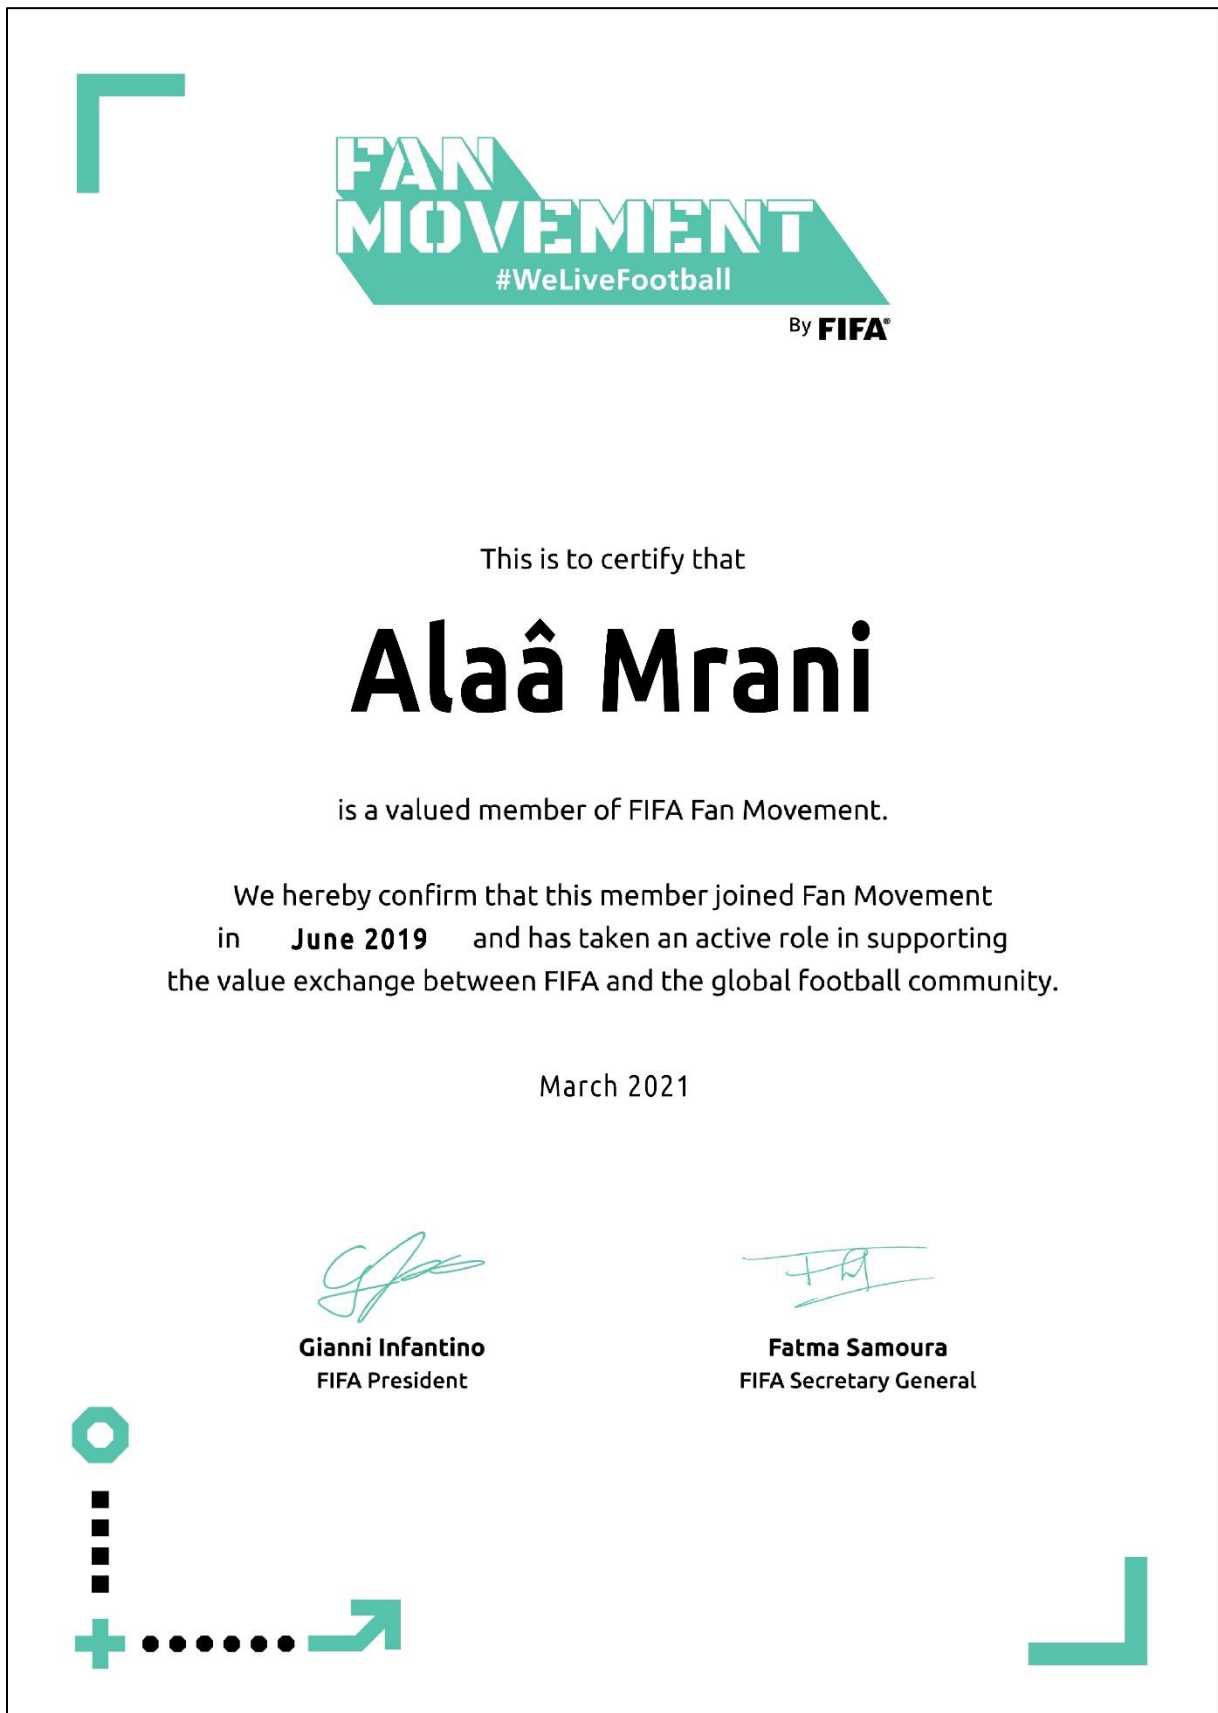 FAN
MOVEMENT
#WeLiveFootball
By FIFA®
This is to certify that
Alaâ Mrani
is a valued member of FIFA Fan Movement.
We hereby confirm that this member joined Fan Movement
in June 2019 and has taken an active role in supporting
the value exchange between FIFA and the global football community.
March 2021
Gianni Infantino
FIFA President
Fatma Samoura
FIFA Secretary General